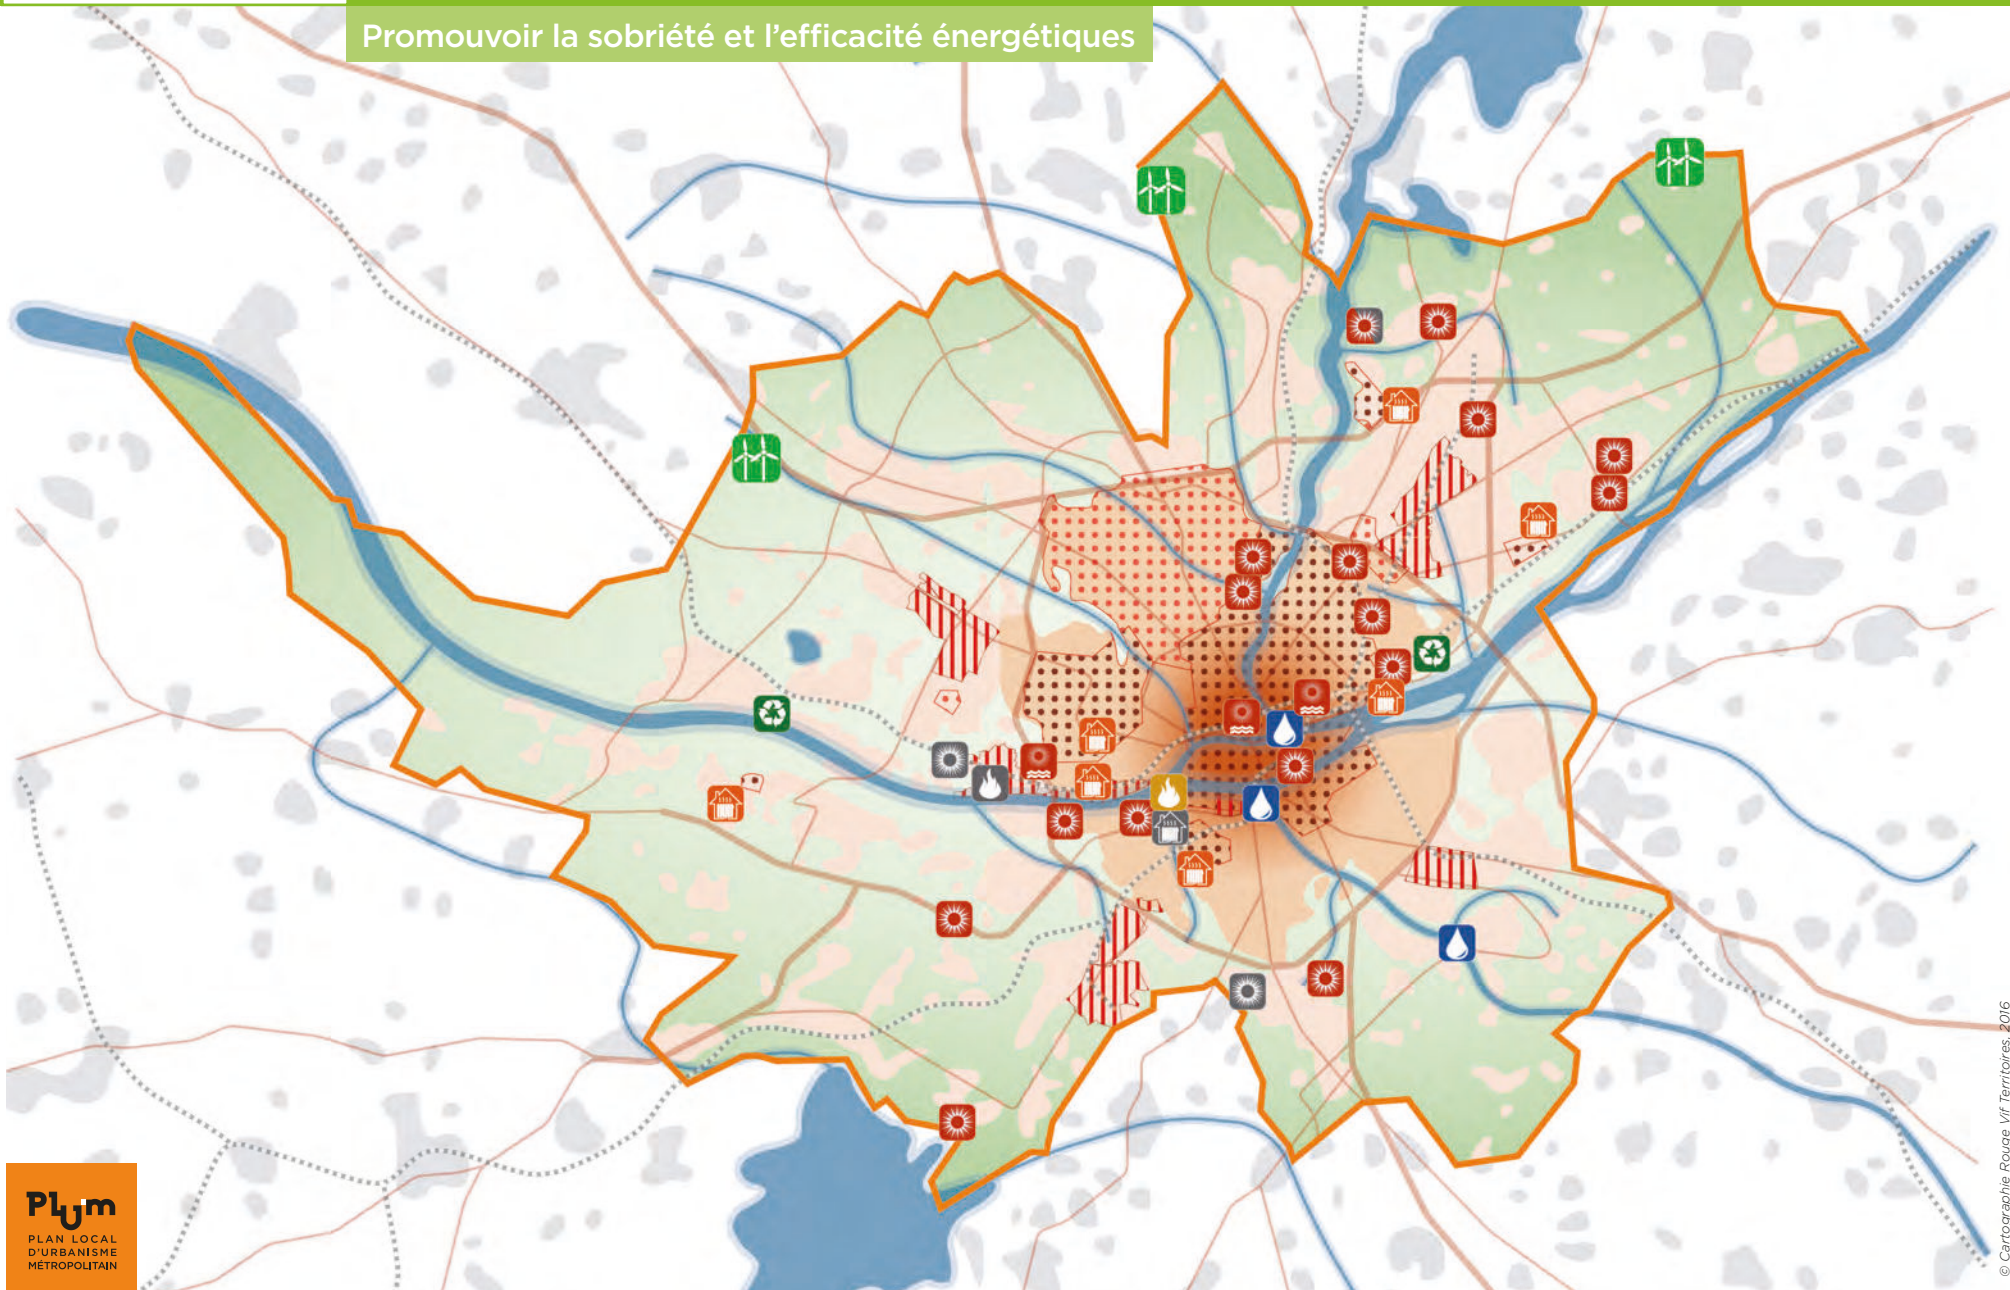 Promouvoir la sobriété et l'efficacité énergétiques
PLUM
PLAN LOCAL
D'URBANISME
MÉTROPOLITAIN
© Cartographie Rouge Vif Territoires, 2016